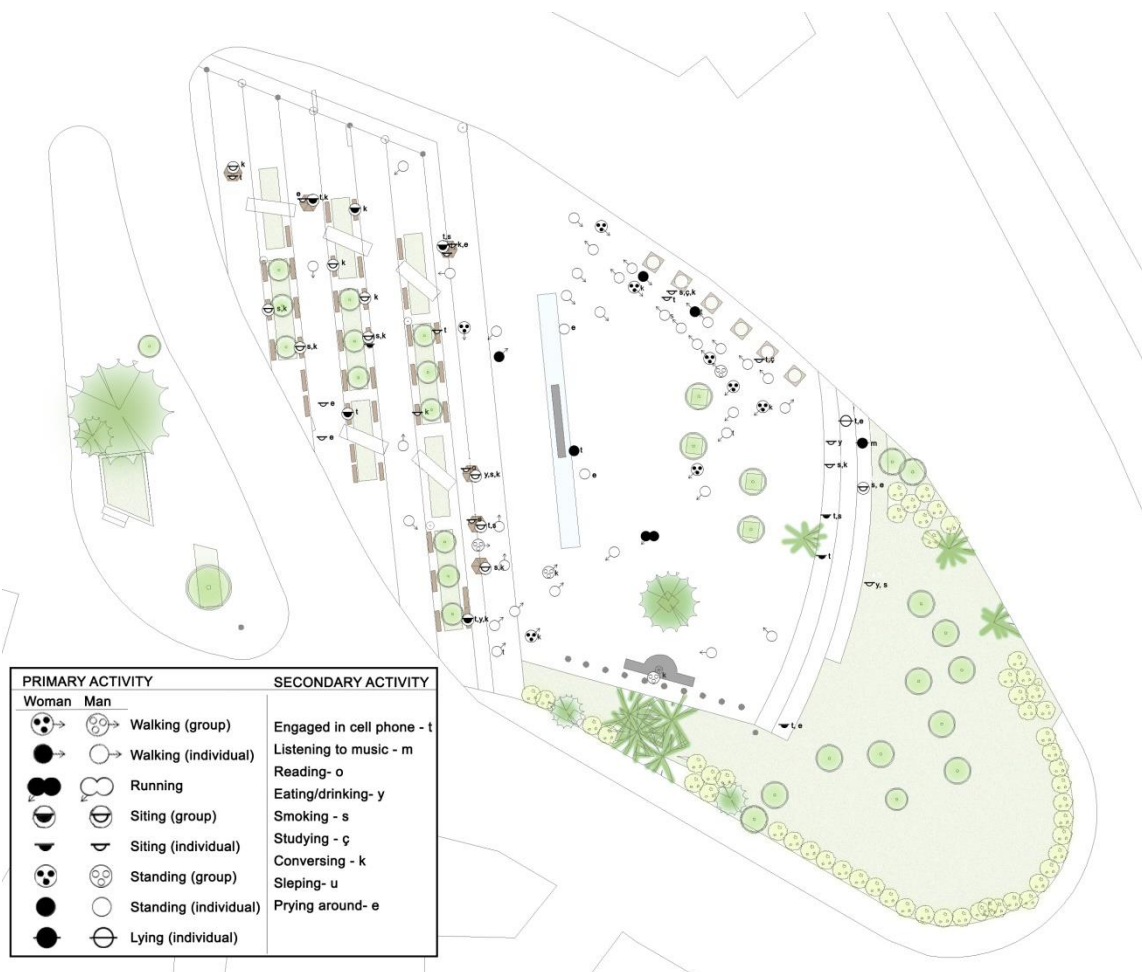 k
t
e
t,k
k
t,s
k,e
k
k
s,k
s,k
s,k
t
e
t
k
e
y,s,k
e
t,s
s,k
t,y,k
k
k
k
e
t
e
k
s,ç,k
t
s
t,ç
k
t
t,e
y
m
s,k
s, e
t,s
t
y, s
k
t, e
PRIMARY ACTIVITY
SECONDARY ACTIVITY
Woman Man
Walking (group)
Walking (individual)
Running
Siting (group)
Siting (individual)
Standing (group)
Standing (individual)
Lying (individual)
Engaged in cell phone - t
Listening to music - m
Reading- o
Eating/drinking- y
Smoking - s
Studying - ç
Conversing - k
Sleping- u
Prying around- e